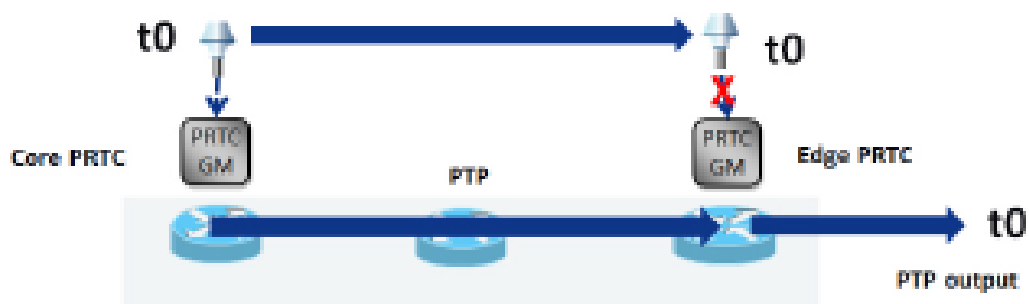 t0
t0
PRTC
GM
PRTC
GM
Core PRTC
Edge PRTC
PTP
t0
PTP output